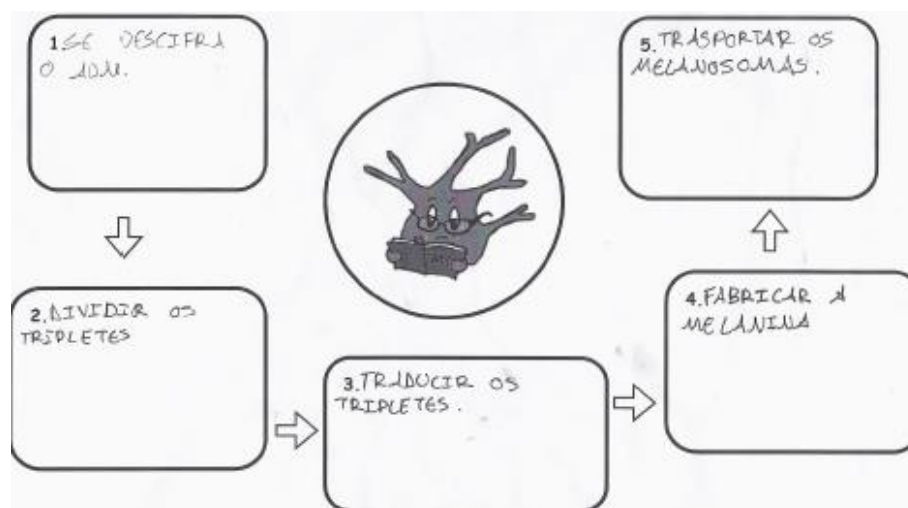 1. SE DESCIFRA
O ADN.
2. DIVIDIR OS
TRIPLETES
3. TRADUCIR OS
TRIPLETES.
4. FABRICAR A
MELANINA
5. TRASPORTAR OS
MELANOSOMAS.